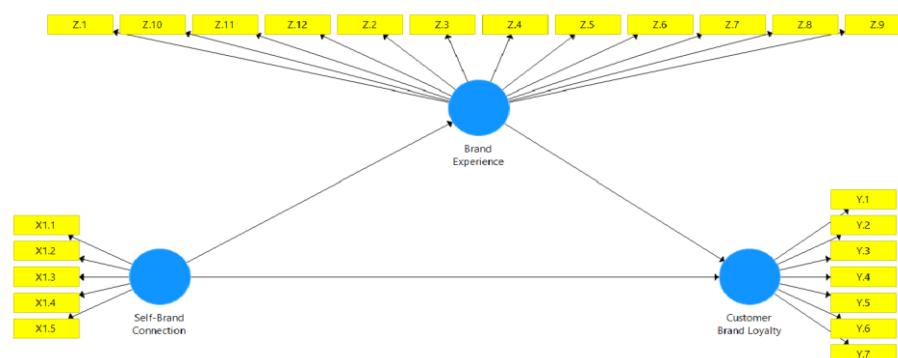 Z.1 Z.10 Z.11 Z.12 Z.2 Z.3 Z.4 Z.5 Z.6 Z.7 Z.8 Z.9
Brand
Experience
X1.1
X1.2
X1.3
X1.4
X1.5
Self-Brand
Connection
Y.1
Y.2
Y.3
Y.4
Y.5
Y.6
Y.7
Customer
Brand Loyalty